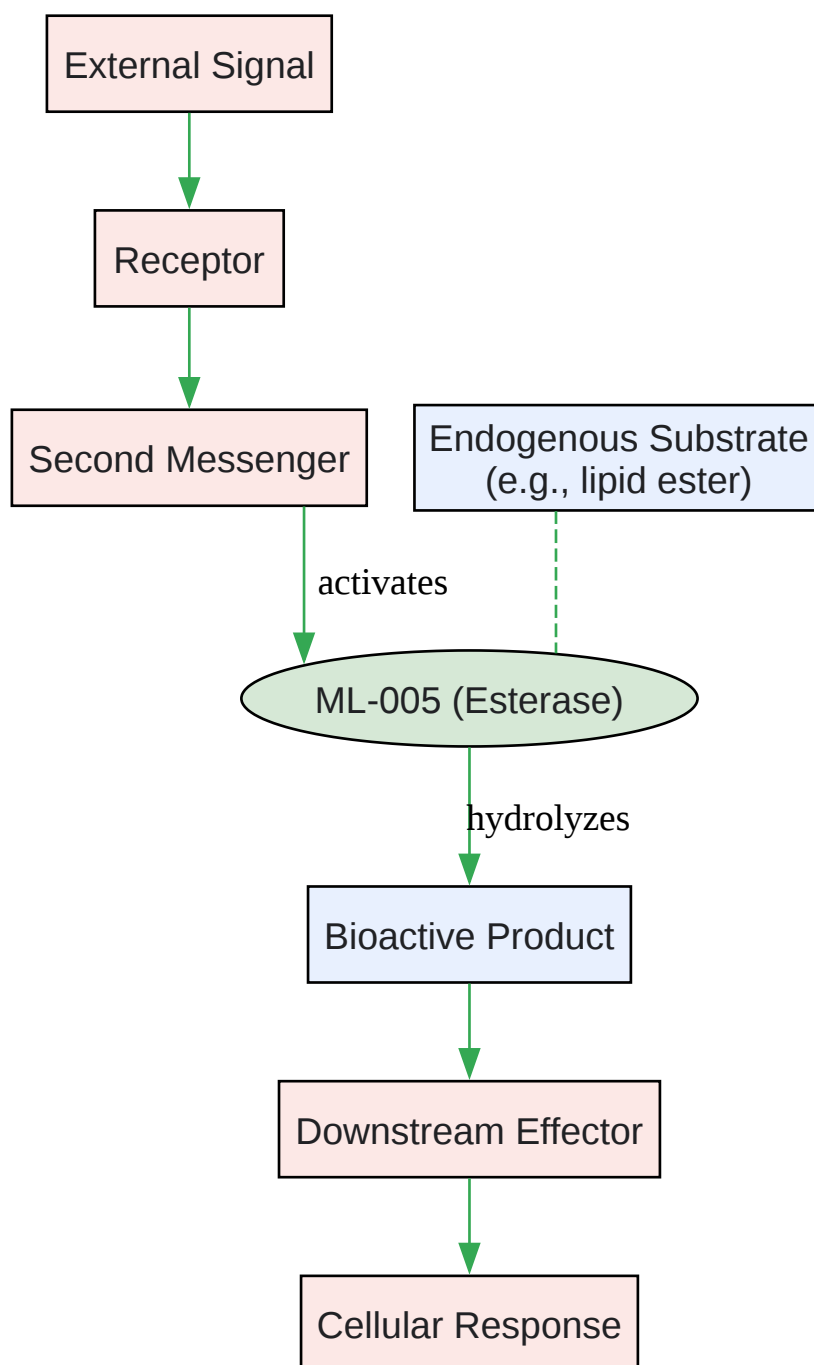 External Signal
Receptor
Second Messenger
Endogenous Substrate
(e.g., lipid ester)
activates
ML-005 (Esterase)
hydrolyzes
Bioactive Product
Downstream Effector
Cellular Response